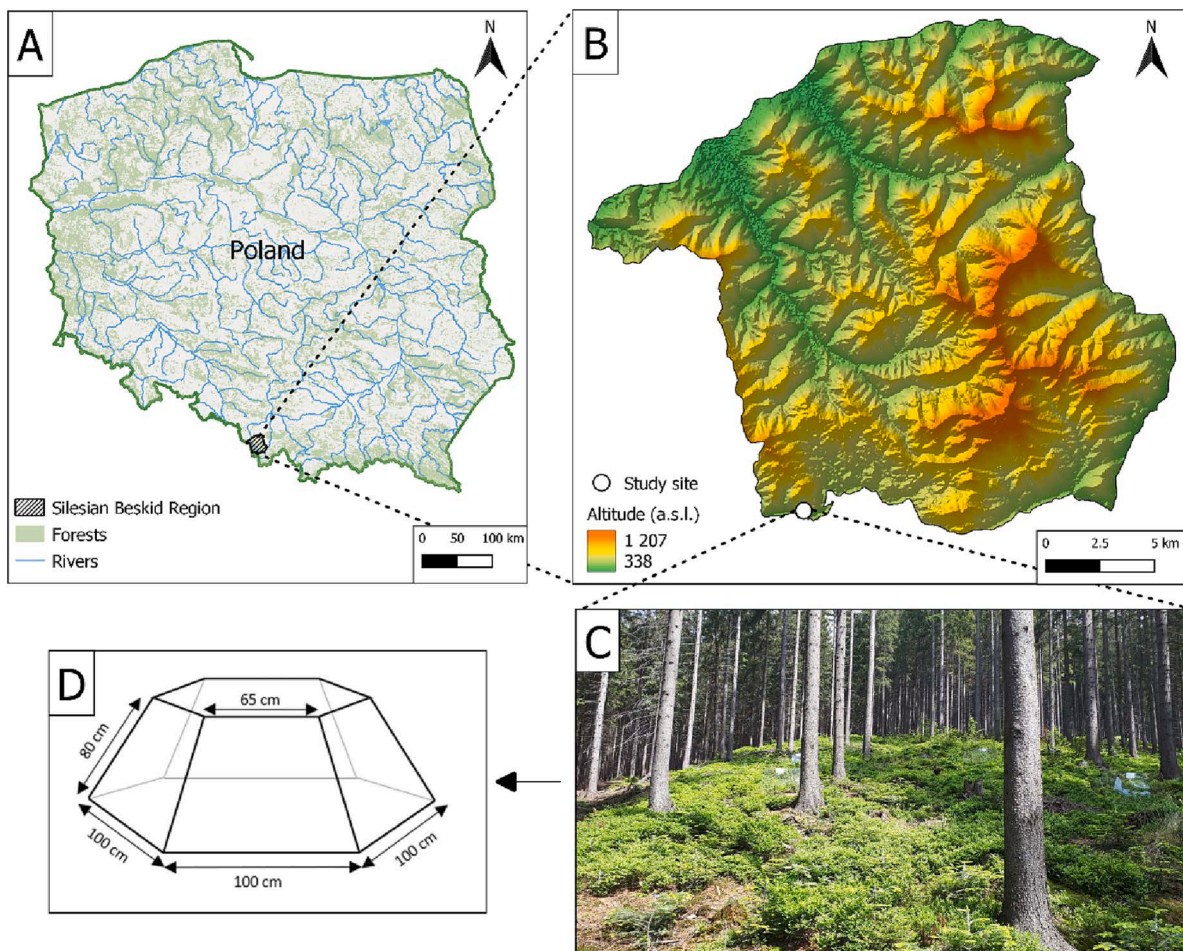 A
N
Poland
Silesian Beskid Region
Forests
Rivers
0 50 100 km
B
N
Study site
Altitude (a.s.l.)
1 207
338
0 2.5 5 km
C
D
65 cm
80 cm
100 cm
100 cm
100 cm